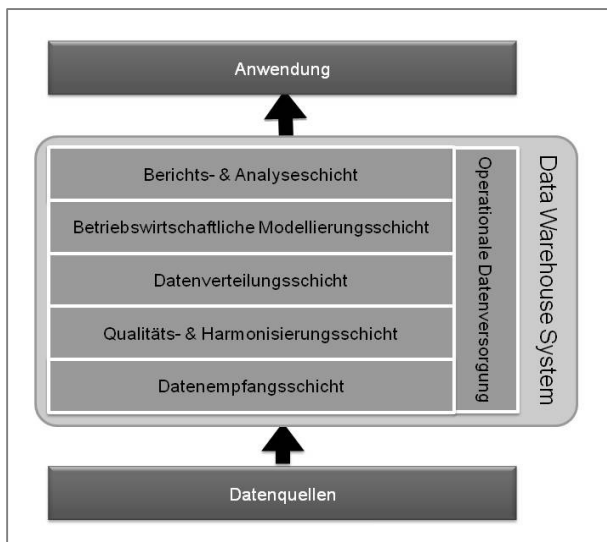 Anwendung
Berichts- & Analyseschicht
Betriebswirtschaftliche Modellierungsschicht
Datenverteilungsschicht
Qualitäts- & Harmonisierungsschicht
Datenempfangsschicht
Operationale Datenversorgung
Data Warehouse System
Datenquellen